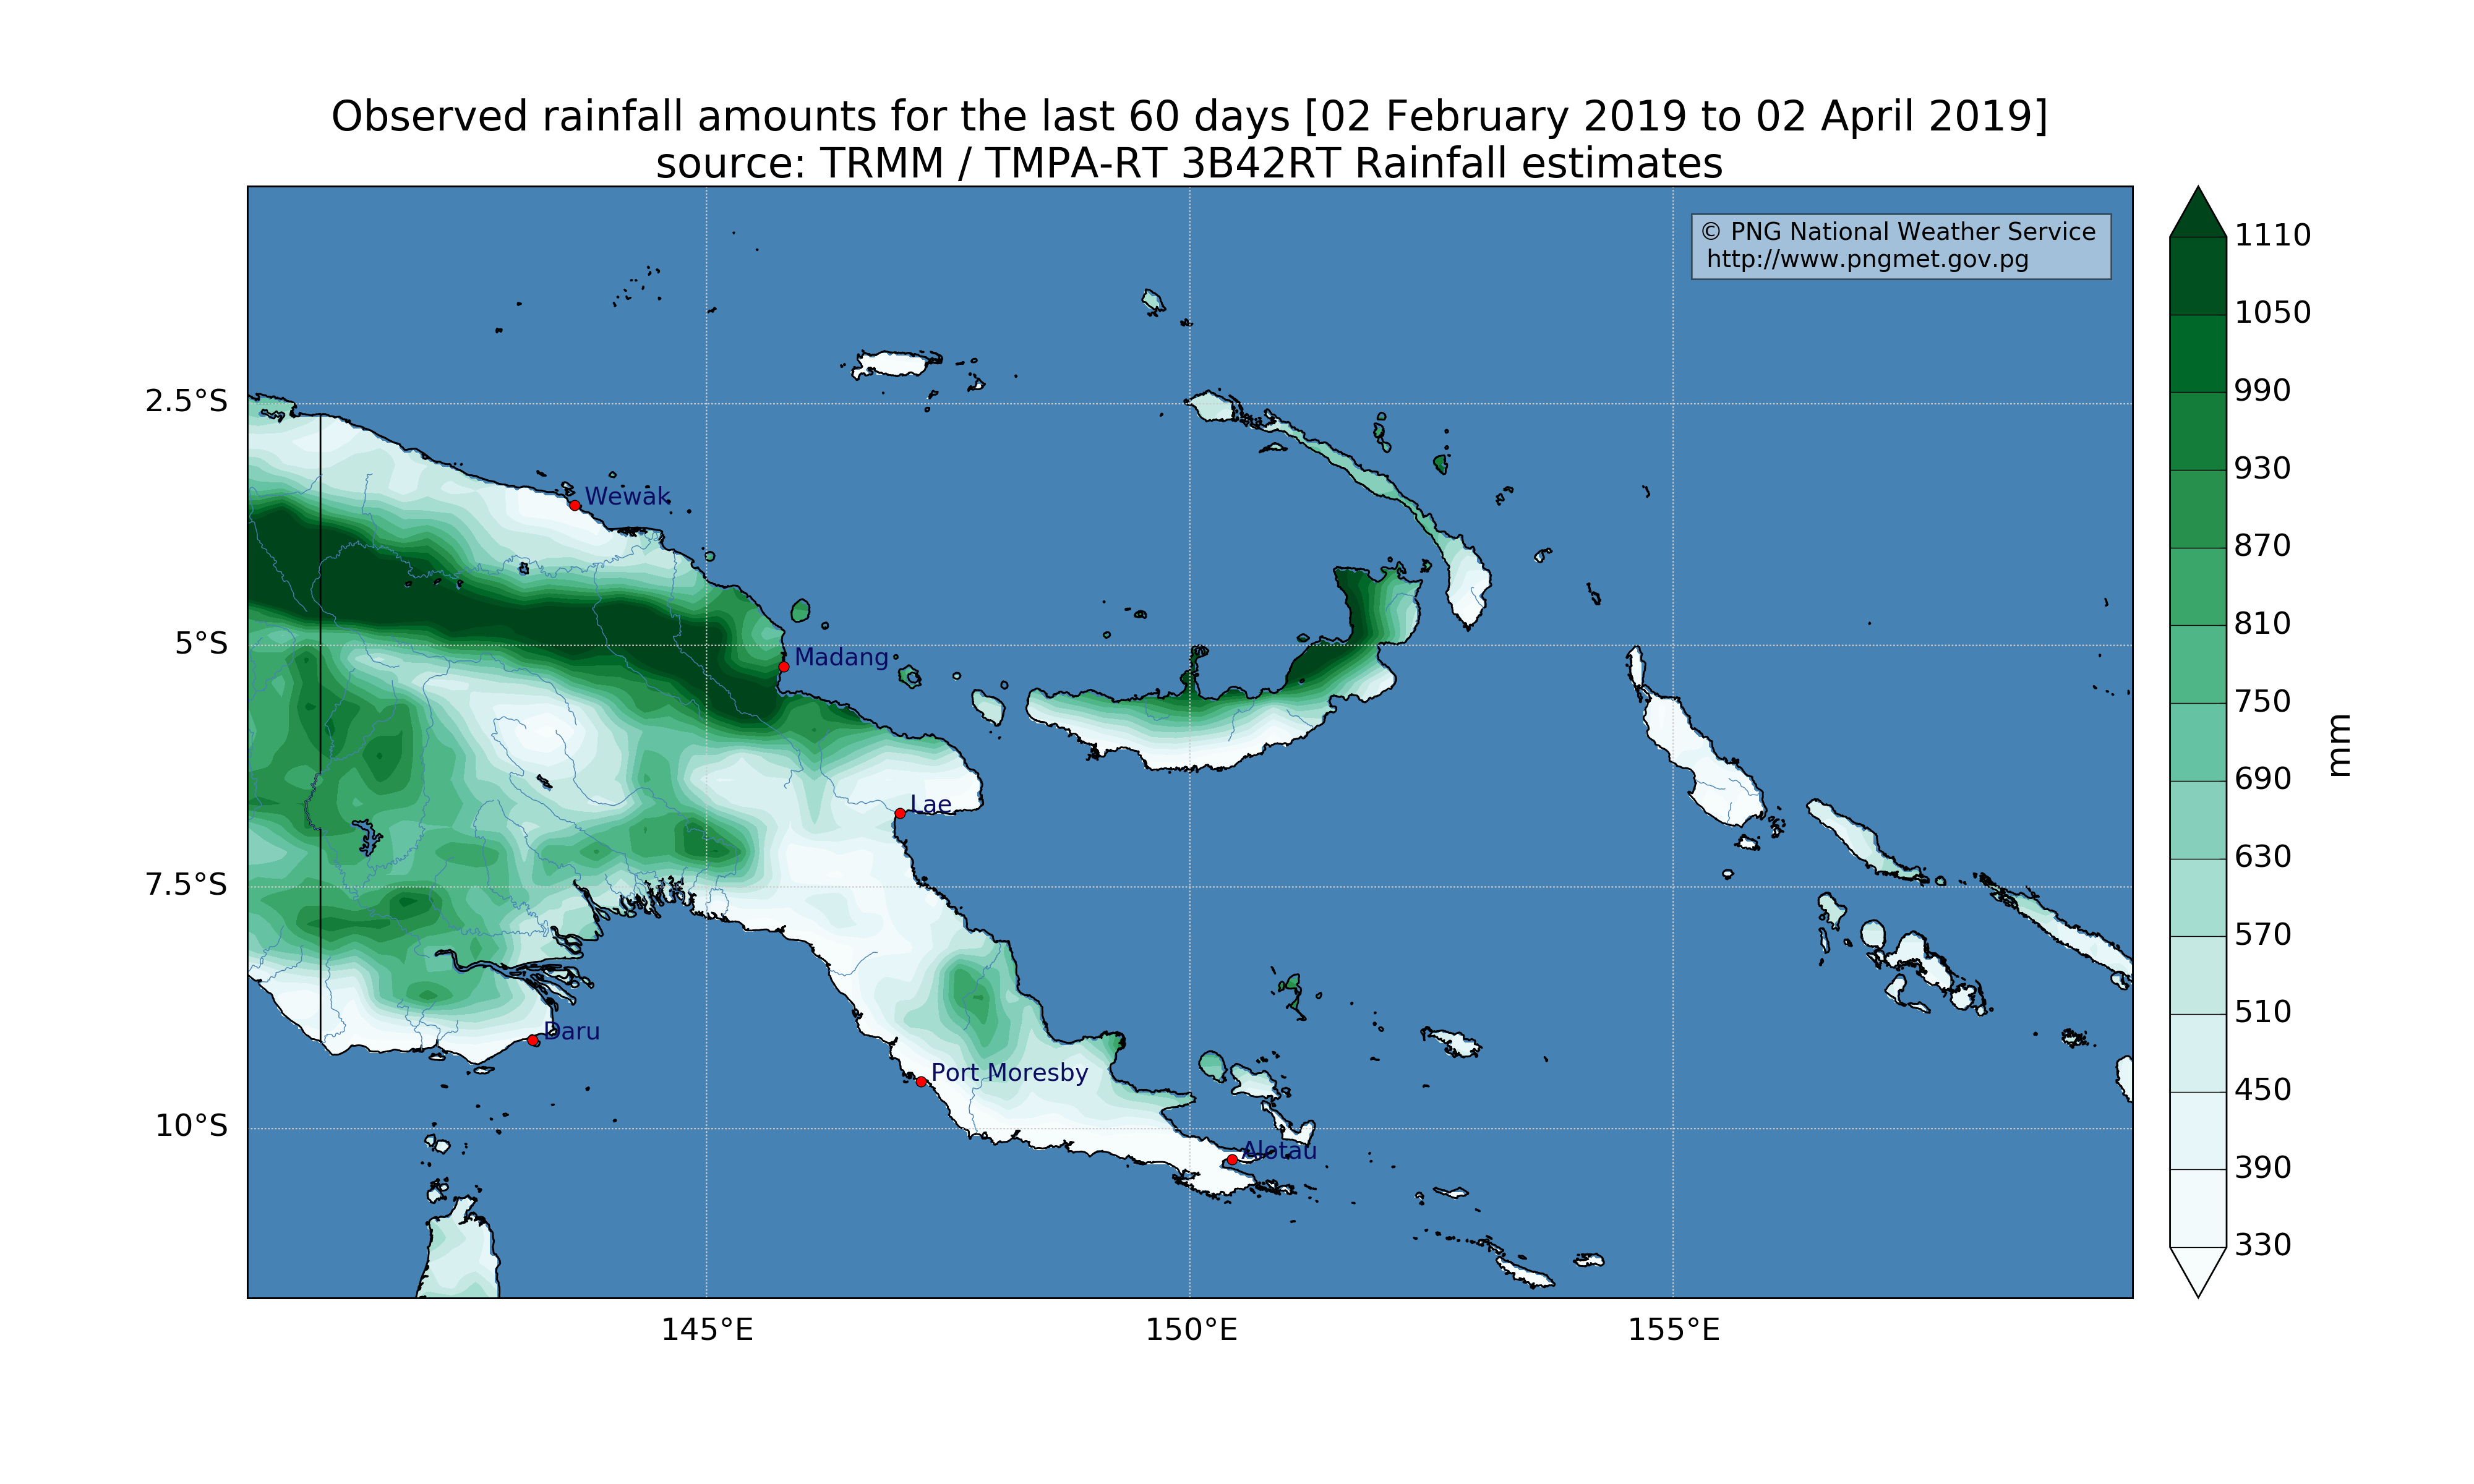 Observed rainfall amounts for the last 60 days [02 February 2019 to 02 April 2019]
source: TRMM / TMPA-RT 3B42RT Rainfall estimates
© PNG National Weather Service
http://www.pngmet.gov.pg
2.5°S
5°S
7.5°S
10°S
145°E
150°E
155°E
Wewak
Madang
Lae
Daru
Port Moresby
Alotau
1110
1050
990
930
870
810
750
690
630
570
510
450
390
330
mm